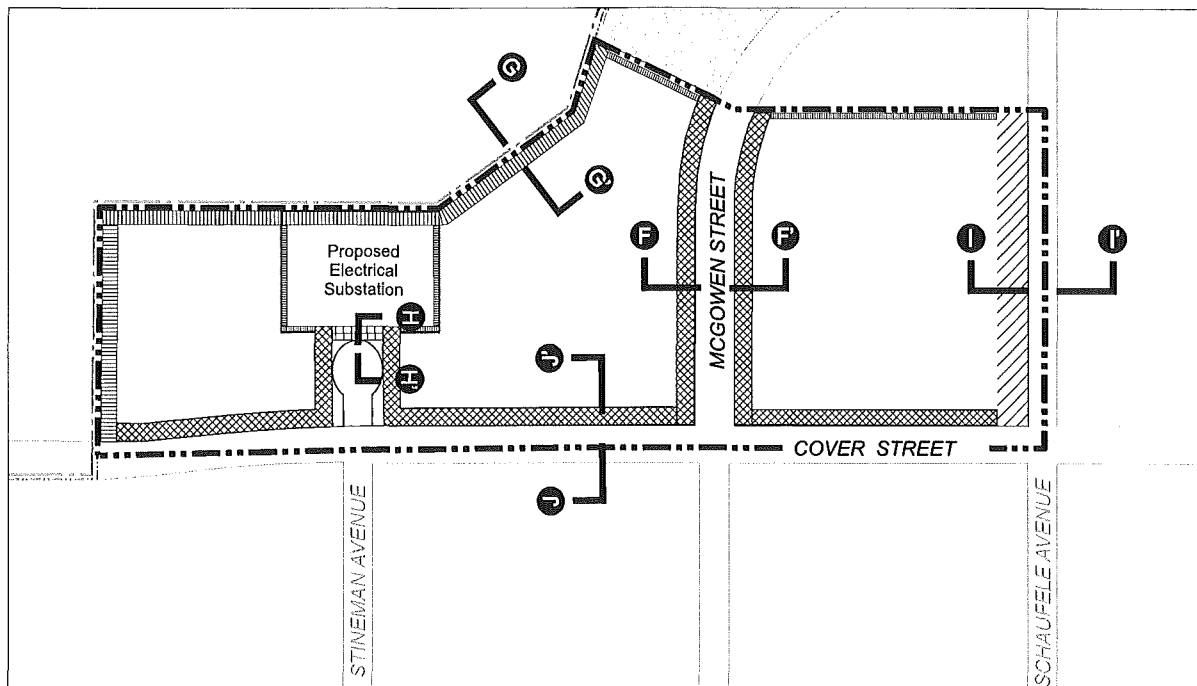 G
G'
F
F'
I
I'
Proposed
Electrical
Substation
MCGOWEN STREET
H
H'
J'
J
COVER STREET
STINEMAN AVENUE
SCHAUFELE AVENUE